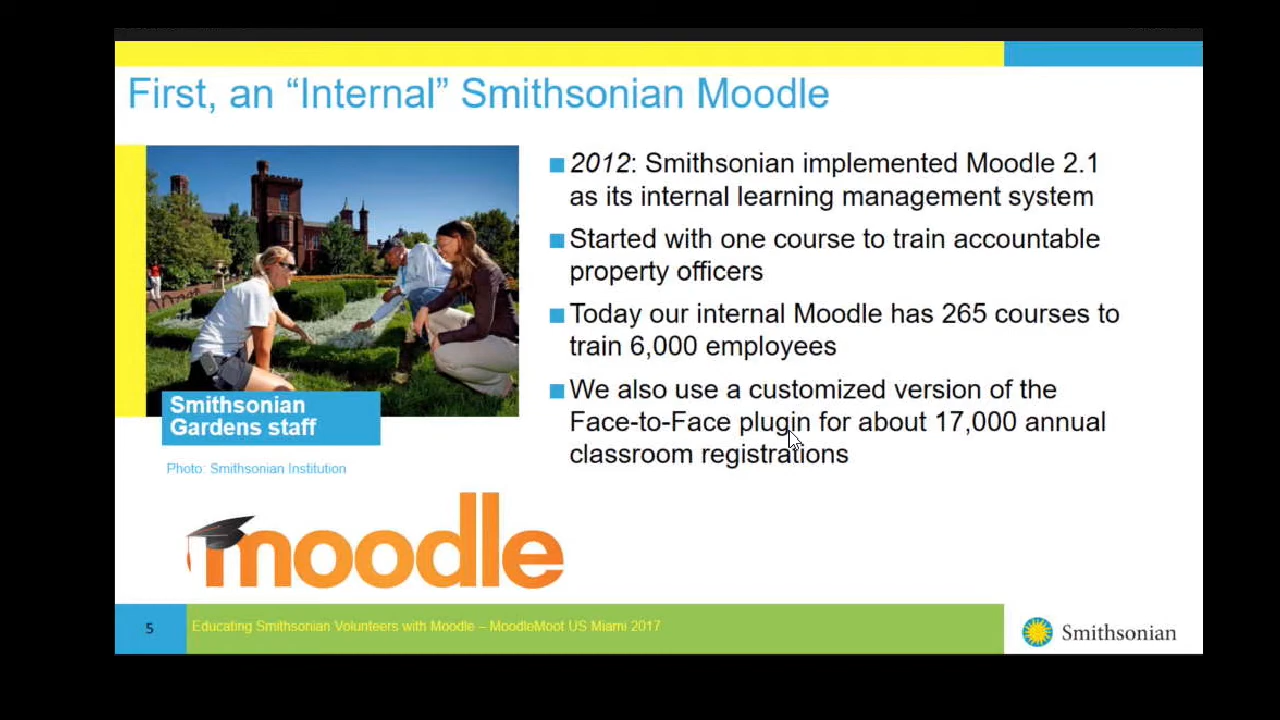 First, an “Internal” Smithsonian Moodle
2012: Smithsonian implemented Moodle 2.1
as its internal learning management system
Started with one course to train accountable
property officers
Today our internal Moodle has 265 courses to
train 6,000 employees
We also use a customized version of the
Face-to-Face plugin for about 17,000 annual
classroom registrations
Smithsonian
Gardens staff
Photo: Smithsonian Institution
moodle
5
Educating Smithsonian Volunteers with Moodle – MoodleMoot US Miami 2017
Smithsonian